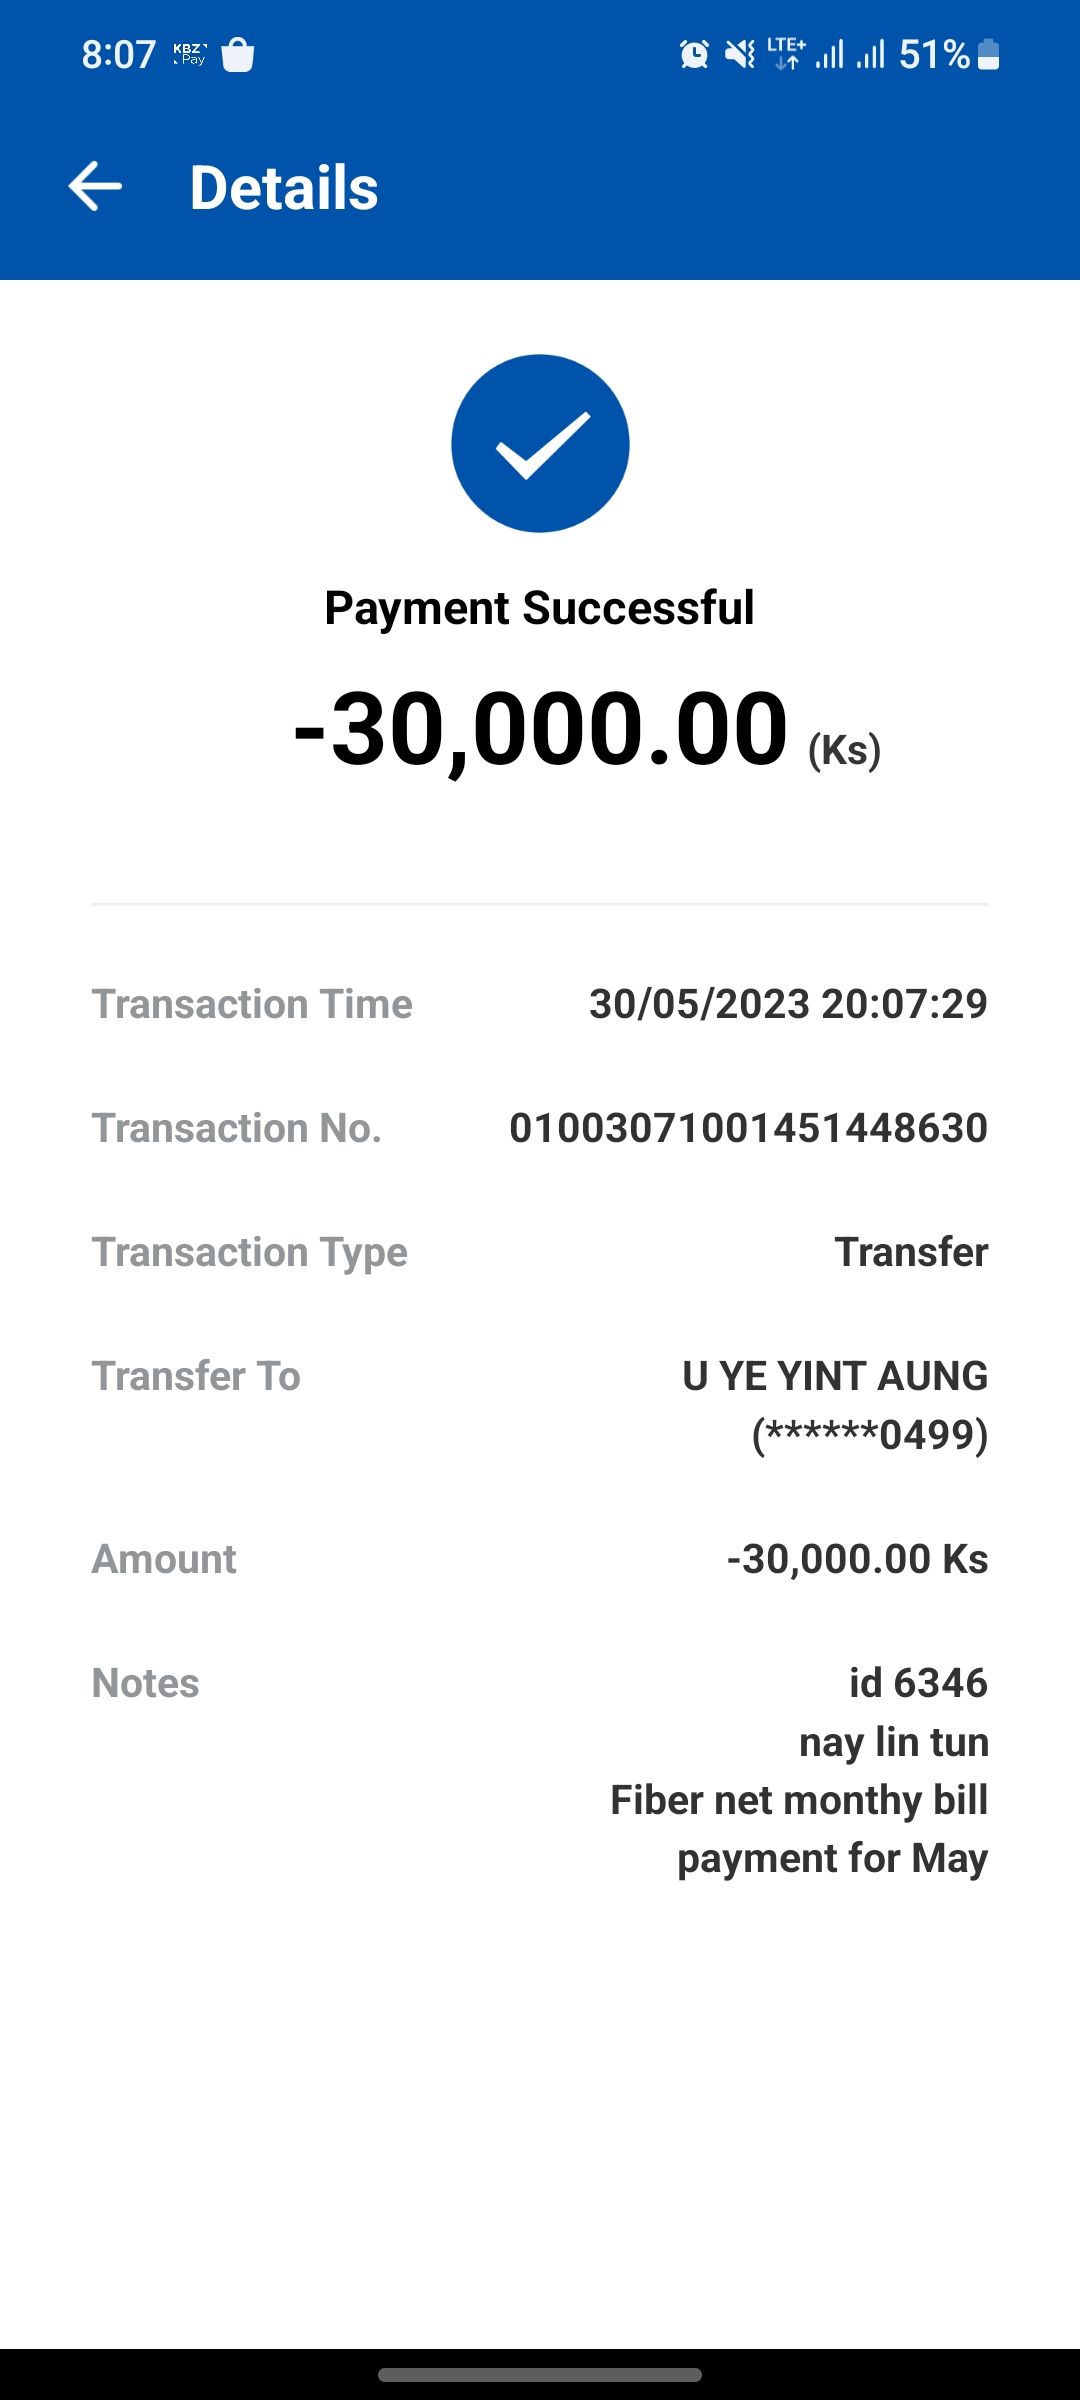 8:07 KBZ Pay LTE+ 51%
Details
Payment Successful
-30,000.00 (Ks)
Transaction Time 30/05/2023 20:07:29
Transaction No. 01003071001451448630
Transaction Type Transfer
Transfer To U YE YINT AUNG
(******0499)
Amount -30,000.00 Ks
Notes id 6346
nay lin tun
Fiber net monthy bill
payment for May